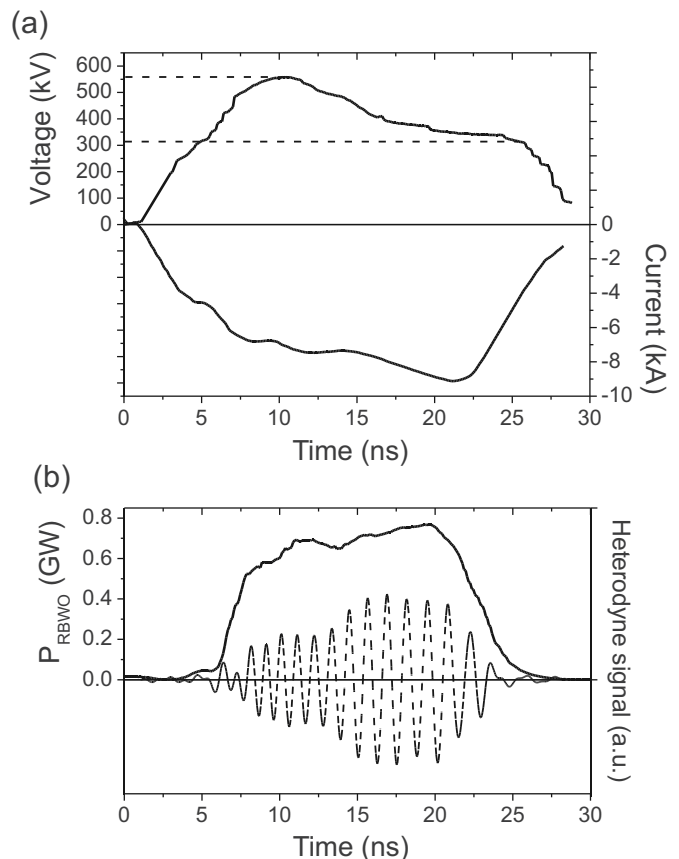 (a)
Voltage (kV)
600
500
400
300
200
100
0
0
-2
-4
-6
-8
-10
Current (kA)
0 5 10 15 20 25 30
Time (ns)
(b)
P_RBWO (GW)
0.8
0.6
0.4
0.2
0.0
Heterodyne signal (a.u.)
0 5 10 15 20 25 30
Time (ns)